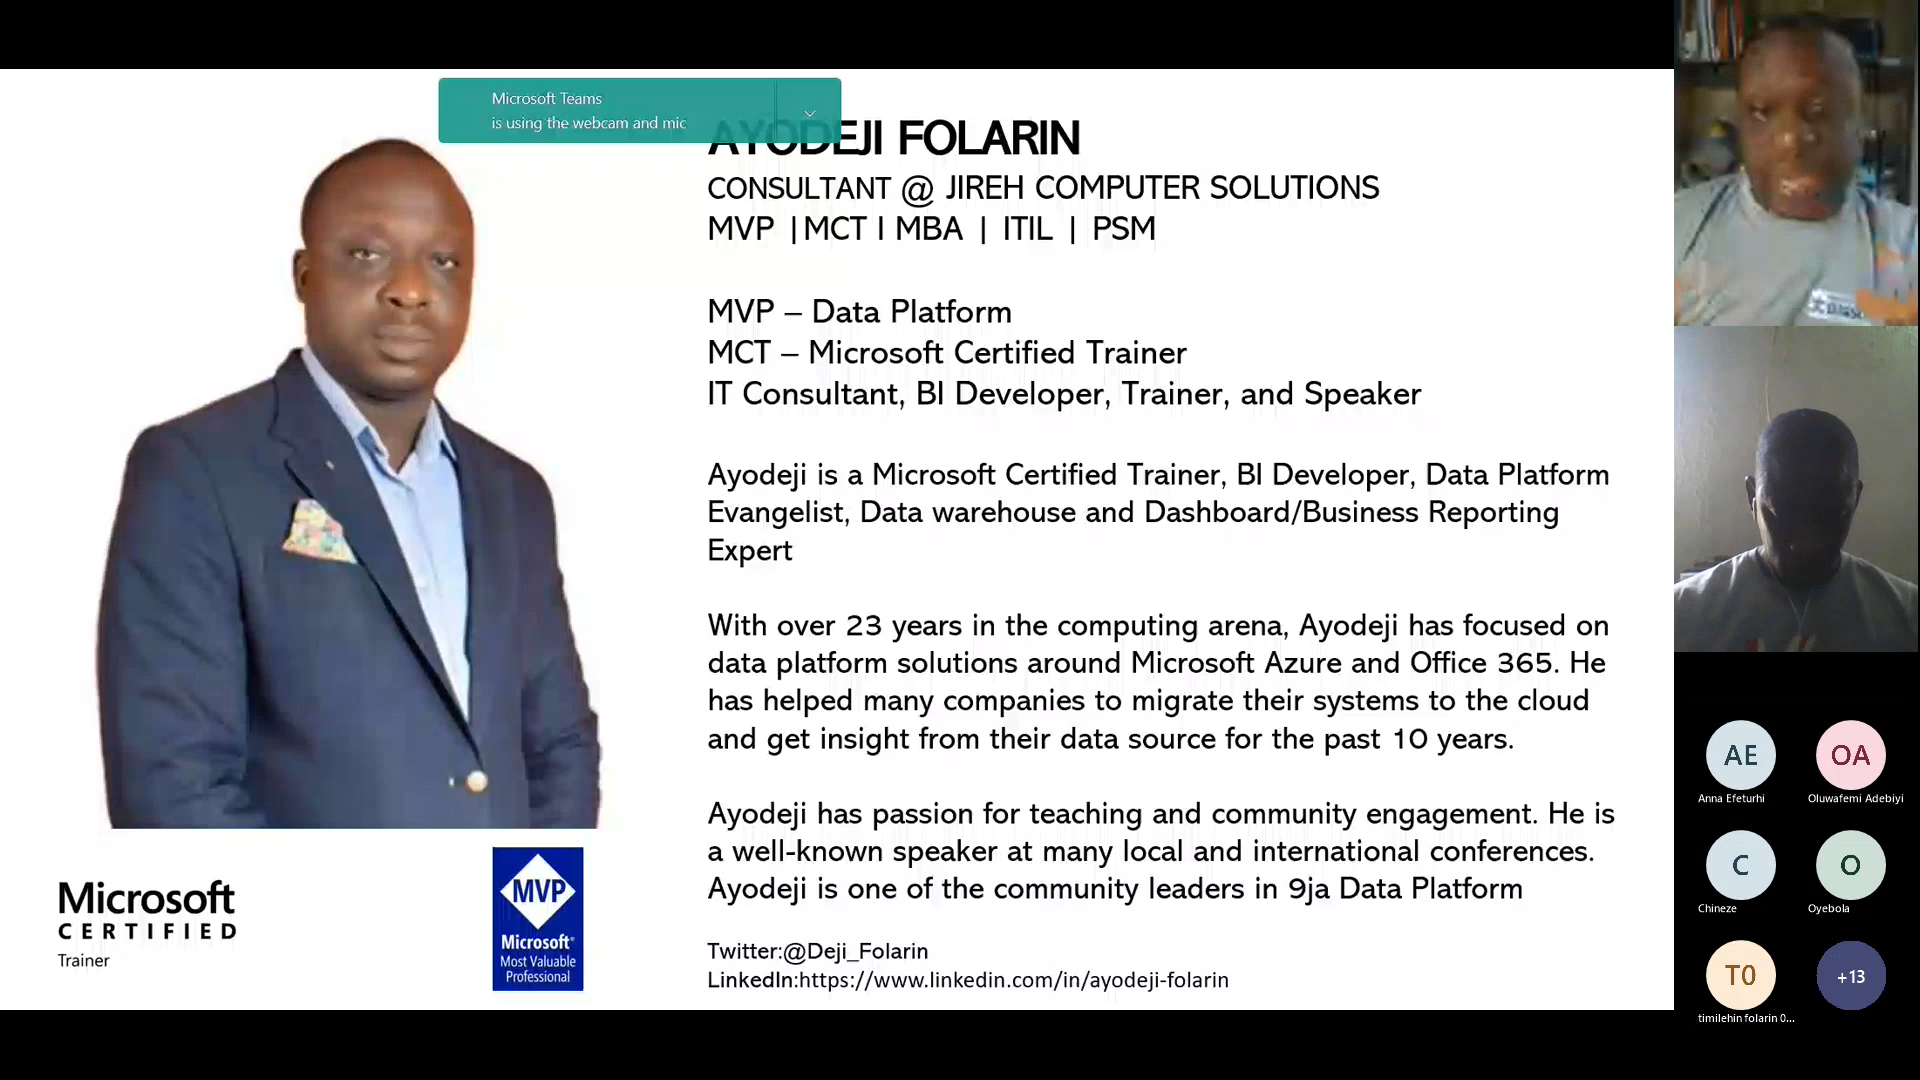 Microsoft Teams
is using the webcam and mic
AYODEJI FOLARIN
CONSULTANT @ JIREH COMPUTER SOLUTIONS
MVP | MCT I MBA | ITIL | PSM
MVP – Data Platform
MCT – Microsoft Certified Trainer
IT Consultant, BI Developer, Trainer, and Speaker
Ayodeji is a Microsoft Certified Trainer, BI Developer, Data Platform
Evangelist, Data warehouse and Dashboard/Business Reporting
Expert
With over 23 years in the computing arena, Ayodeji has focused on
data platform solutions around Microsoft Azure and Office 365. He
has helped many companies to migrate their systems to the cloud
and get insight from their data source for the past 10 years.
Ayodeji has passion for teaching and community engagement. He is
a well-known speaker at many local and international conferences.
Ayodeji is one of the community leaders in 9ja Data Platform
Twitter:@Deji_Folarin
LinkedIn:https://www.linkedin.com/in/ayodeji-folarin
Microsoft
CERTIFIED
Trainer
MVP
Microsoft®
Most Valuable
Professional
AE
Anna Efeturhi
OA
Oluwafemi Adebiyi
C
Chineze
O
Oyebola
T0
timilehin folarin 0...
+13